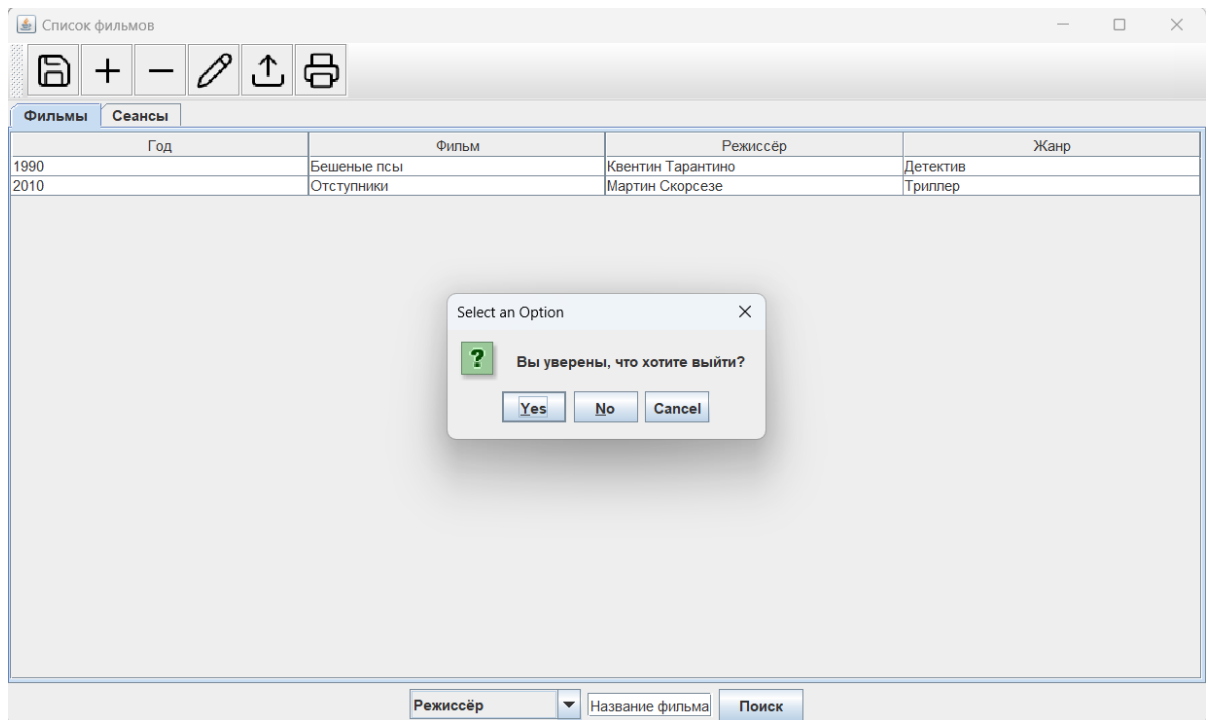 Список фильмов
Фильмы Сеансы
Год Фильм Режиссёр Жанр
1990 Бешеные псы Квентин Тарантино Детектив
2010 Отступники Мартин Скорсезе Триллер
Select an Option
?
Вы уверены, что хотите выйти?
Yes No Cancel
Режиссёр Название фильма Поиск